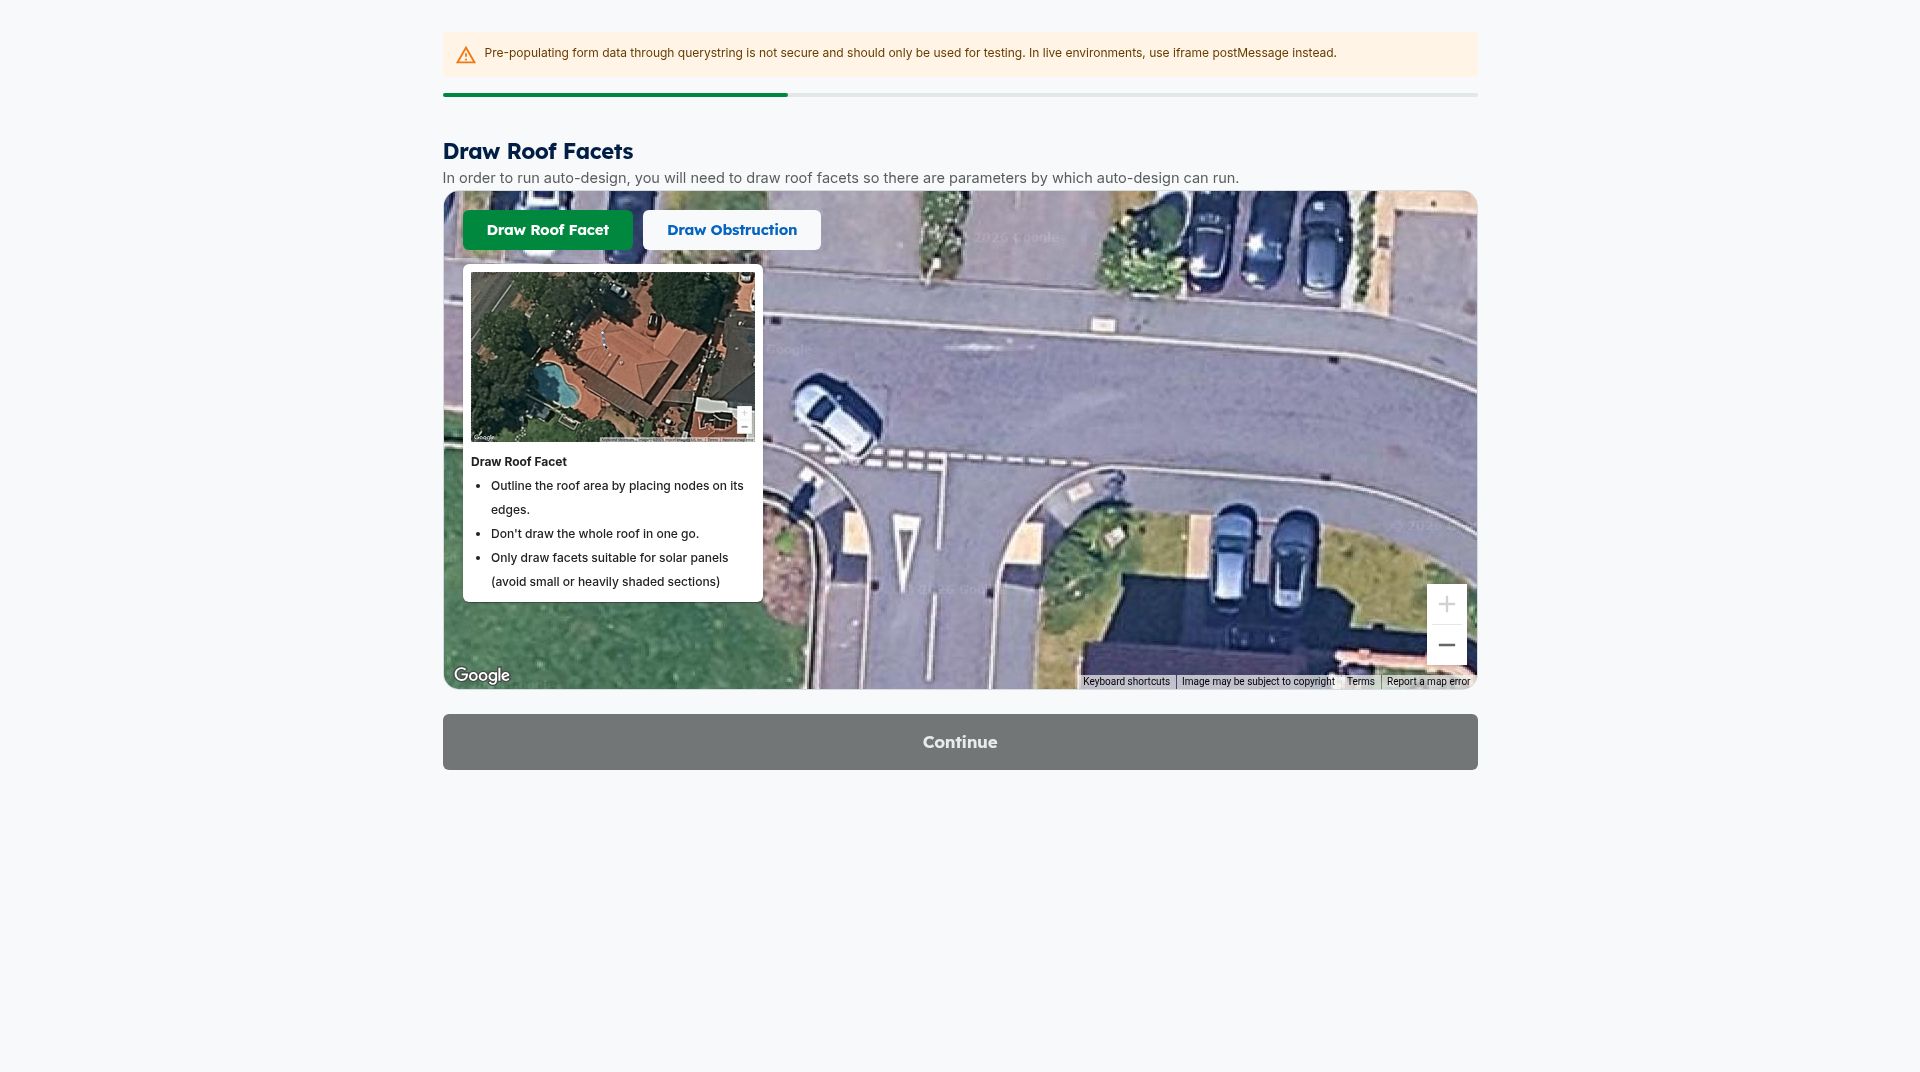 Pre-populating form data through querystring is not secure and should only be used for testing. In live environments, use iframe postMessage instead.
Draw Roof Facets
In order to run auto-design, you will need to draw roof facets so there are parameters by which auto-design can run.
Draw Roof Facet
Draw Obstruction
© 2026 Google
Google
Draw Roof Facet
• Outline the roof area by placing nodes on its
edges.
• Don't draw the whole roof in one go.
• Only draw facets suitable for solar panels
(avoid small or heavily shaded sections)
Google
Keyboard shortcuts
Image may be subject to copyright
Terms
Report a map error
Continue